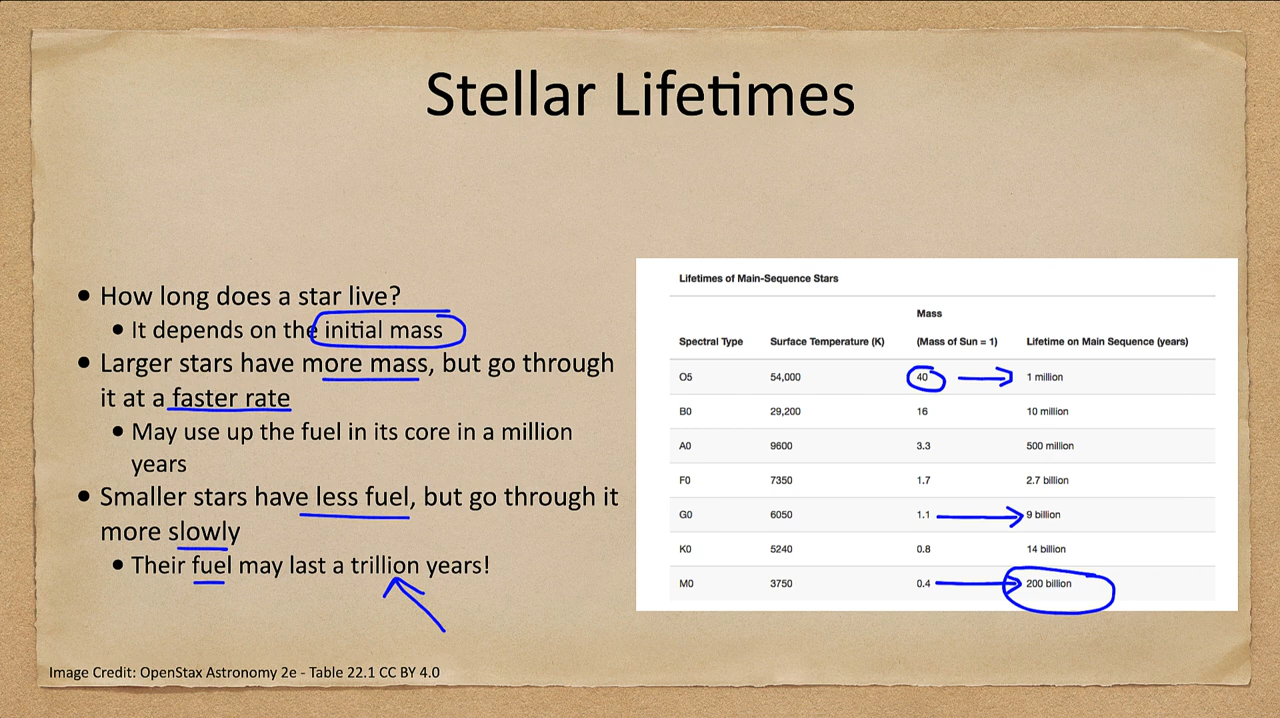 Stellar Lifetimes
• How long does a star live?
• It depends on the initial mass
• Larger stars have more mass, but go through
it at a faster rate
• May use up the fuel in its core in a million
years
• Smaller stars have less fuel, but go through it
more slowly
• Their fuel may last a trillion years!
Lifetimes of Main-Sequence Stars
Mass
Spectral Type Surface Temperature (K) (Mass of Sun = 1) Lifetime on Main Sequence (years)
O5 54,000 40 1 million
B0 29,200 16 10 million
A0 9600 3.3 500 million
F0 7350 1.7 2.7 billion
G0 6050 1.1 9 billion
K0 5240 0.8 14 billion
M0 3750 0.4 200 billion
Image Credit: OpenStax Astronomy 2e - Table 22.1 CC BY 4.0